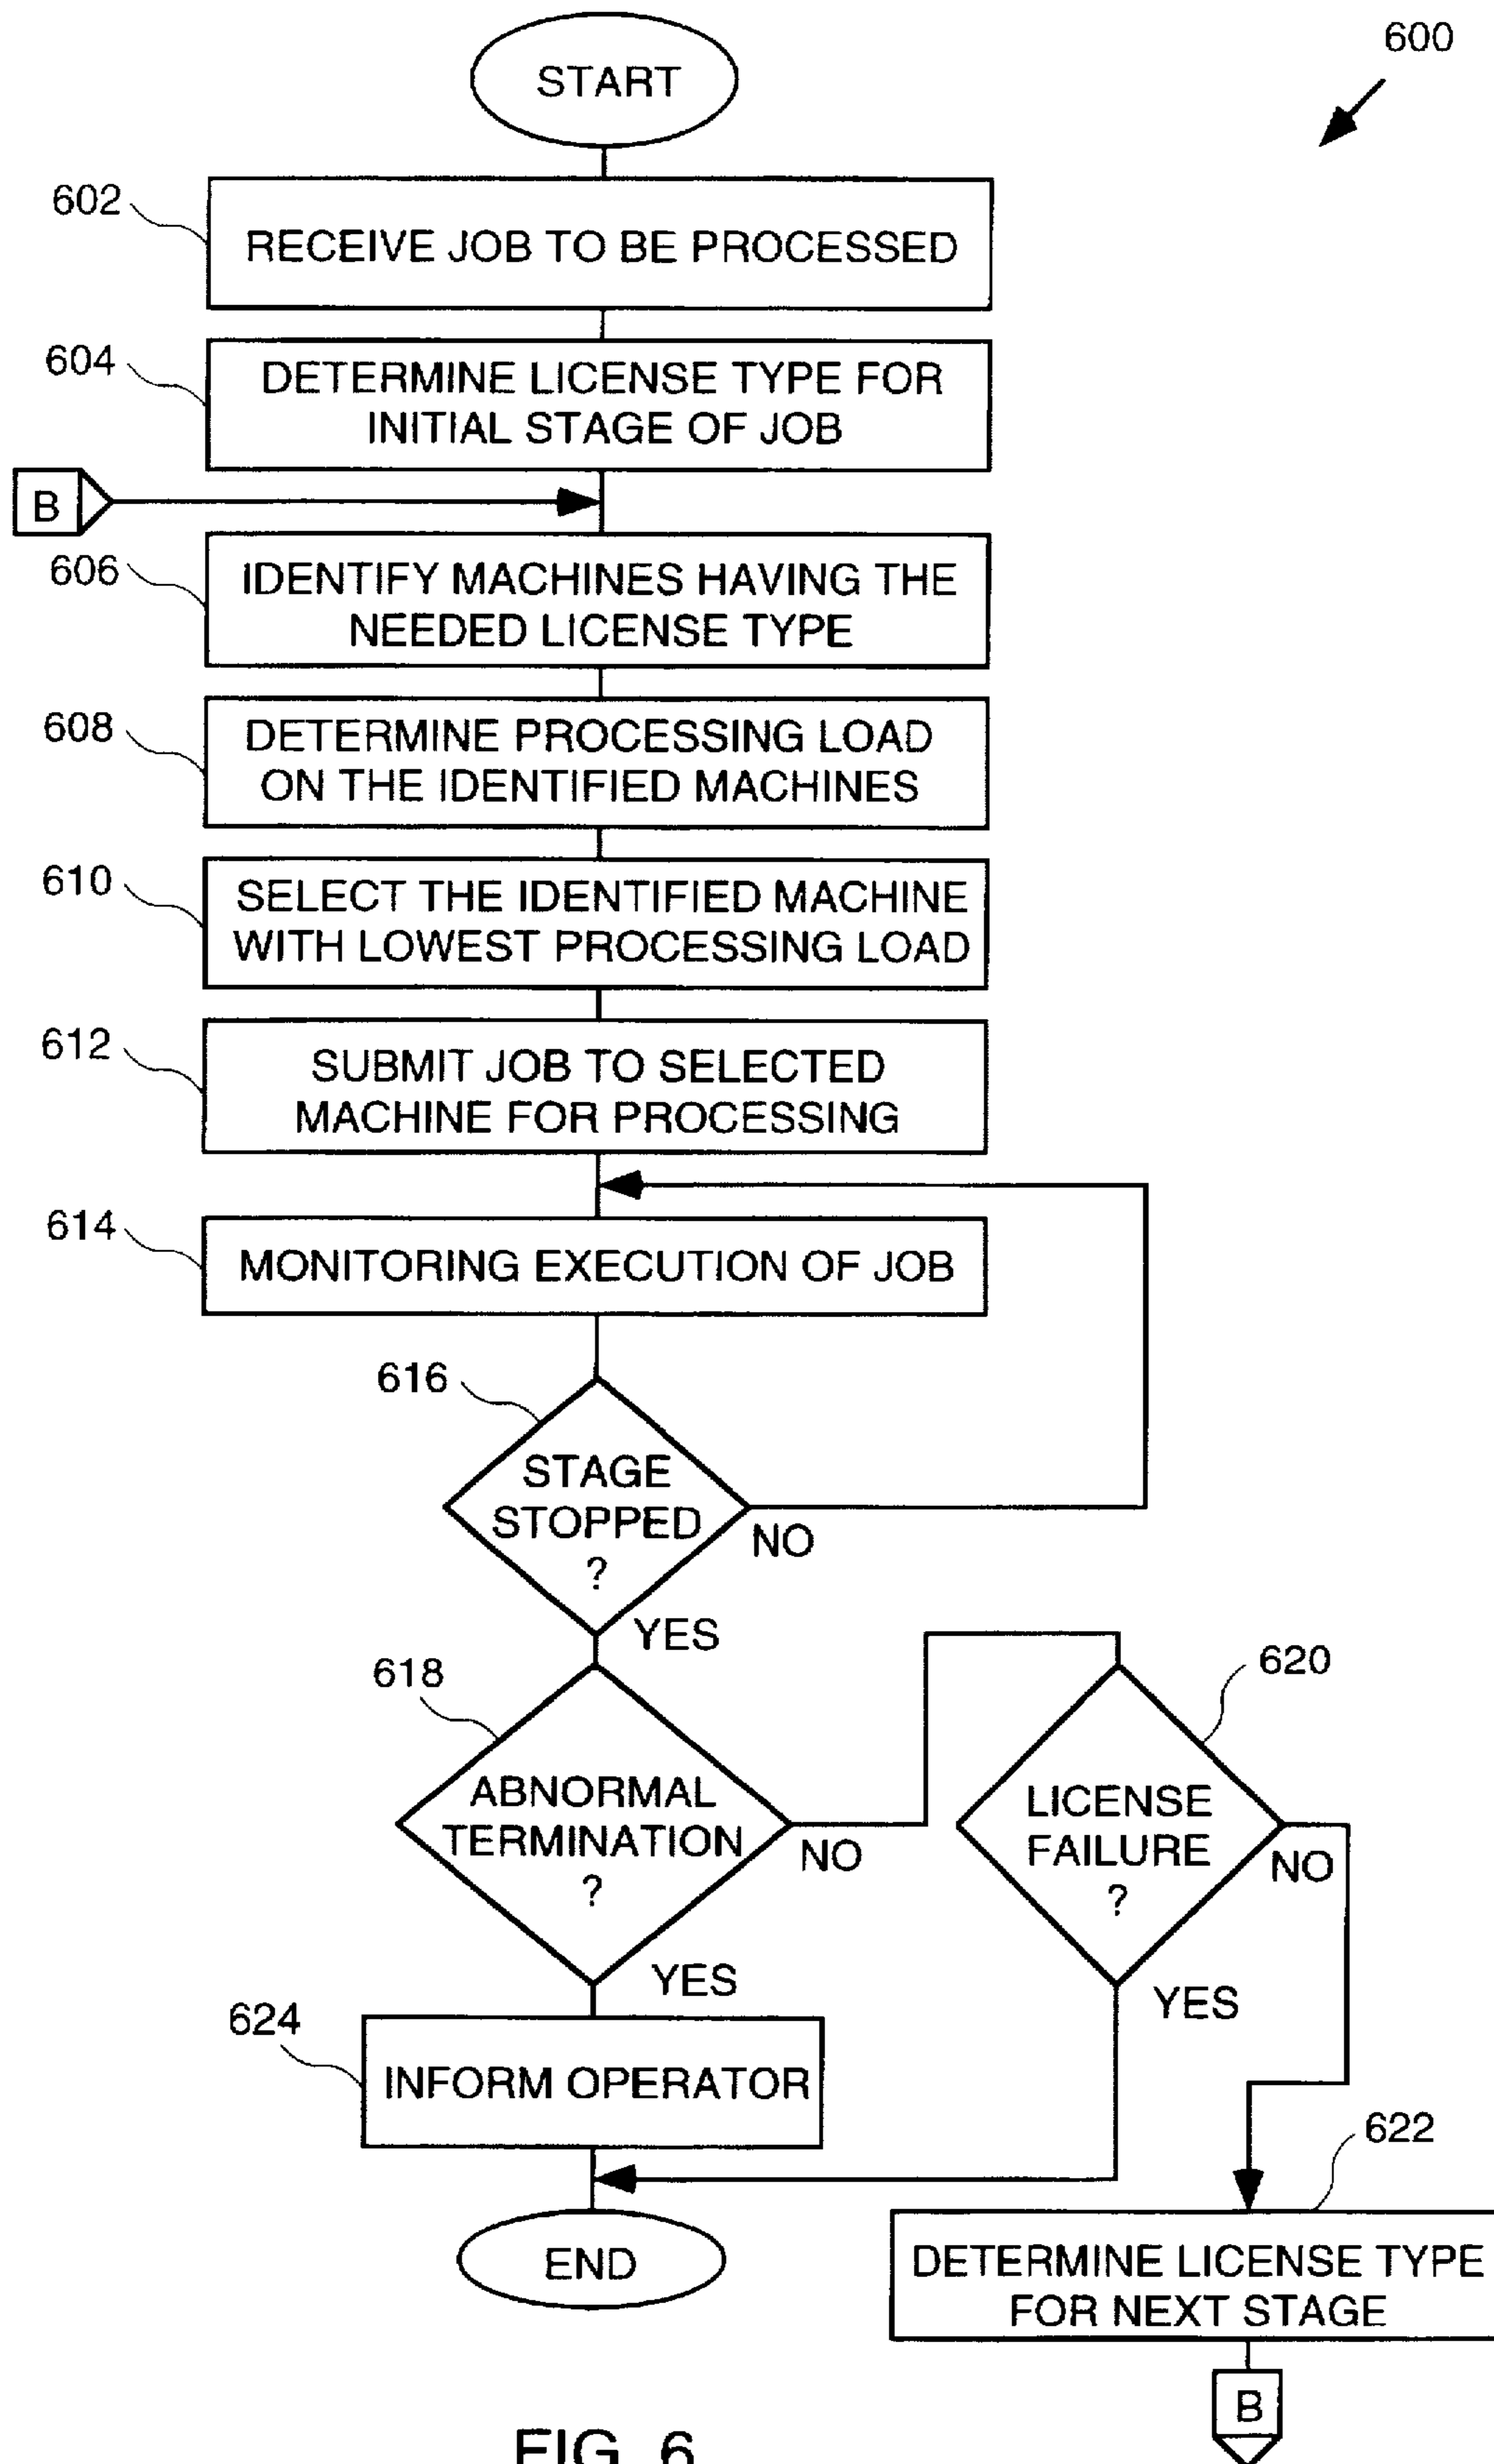 START
600
602
RECEIVE JOB TO BE PROCESSED
604
DETERMINE LICENSE TYPE FOR
INITIAL STAGE OF JOB
B
606
IDENTIFY MACHINES HAVING THE
NEEDED LICENSE TYPE
608
DETERMINE PROCESSING LOAD
ON THE IDENTIFIED MACHINES
610
SELECT THE IDENTIFIED MACHINE
WITH LOWEST PROCESSING LOAD
612
SUBMIT JOB TO SELECTED
MACHINE FOR PROCESSING
614
MONITORING EXECUTION OF JOB
616
STAGE
STOPPED
?
NO
YES
618
ABNORMAL
TERMINATION
?
NO
YES
620
LICENSE
FAILURE
?
NO
YES
624
INFORM OPERATOR
END
622
DETERMINE LICENSE TYPE
FOR NEXT STAGE
B
FIG. 6